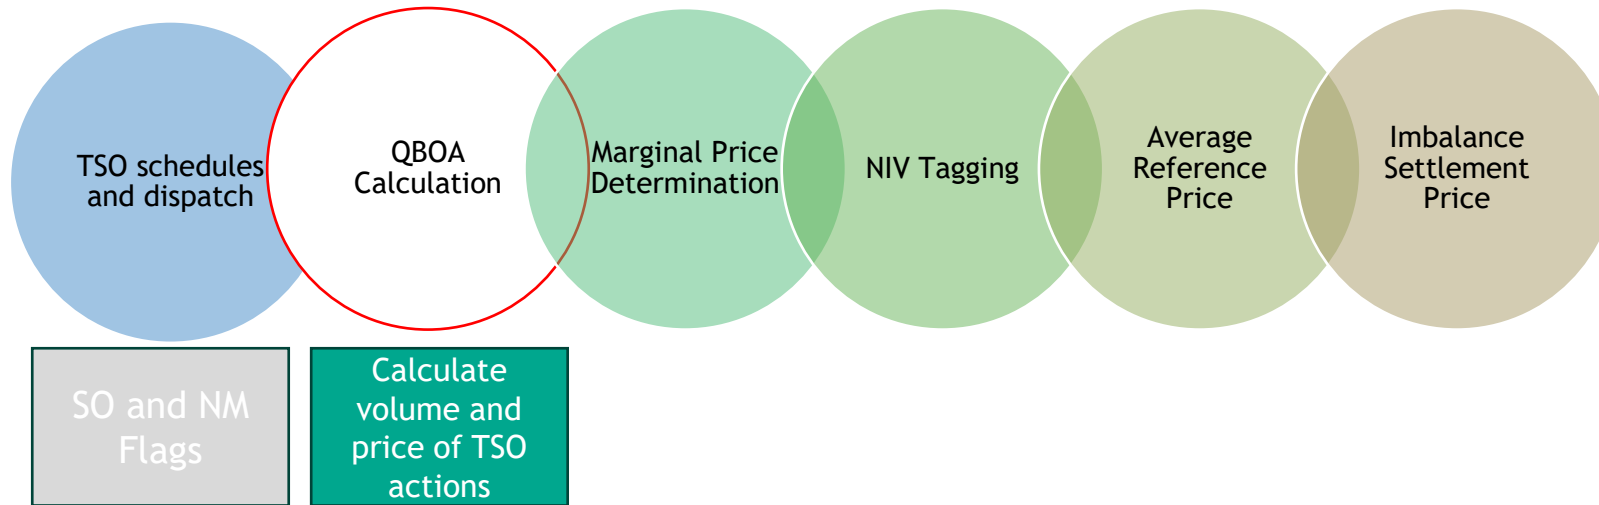 TSO schedules
and dispatch
QBOA
Calculation
Marginal Price
Determination
NIV Tagging
Average
Reference
Price
Imbalance
Settlement
Price
SO and NM
Flags
Calculate
volume and
price of TSO
actions